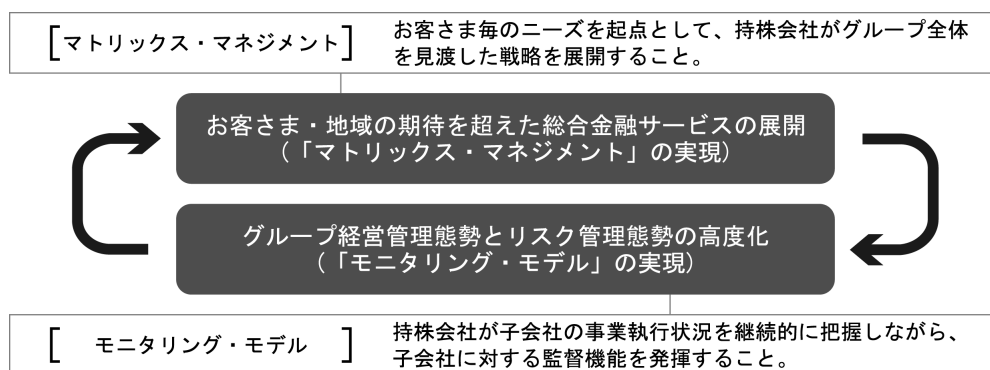 [マトリックス・マネジメント]
お客さま毎のニーズを起点として、持株会社がグループ全体
を見渡した戦略を展開すること。
お客さま・地域の期待を超えた総合金融サービスの展開
(「マトリックス・マネジメント」の実現)
グループ経営管理態勢とリスク管理態勢の高度化
(「モニタリング・モデル」の実現)
[モニタリング・モデル]
持株会社が子会社の事業執行状況を継続的に把握しながら、
子会社に対する監督機能を発揮すること。